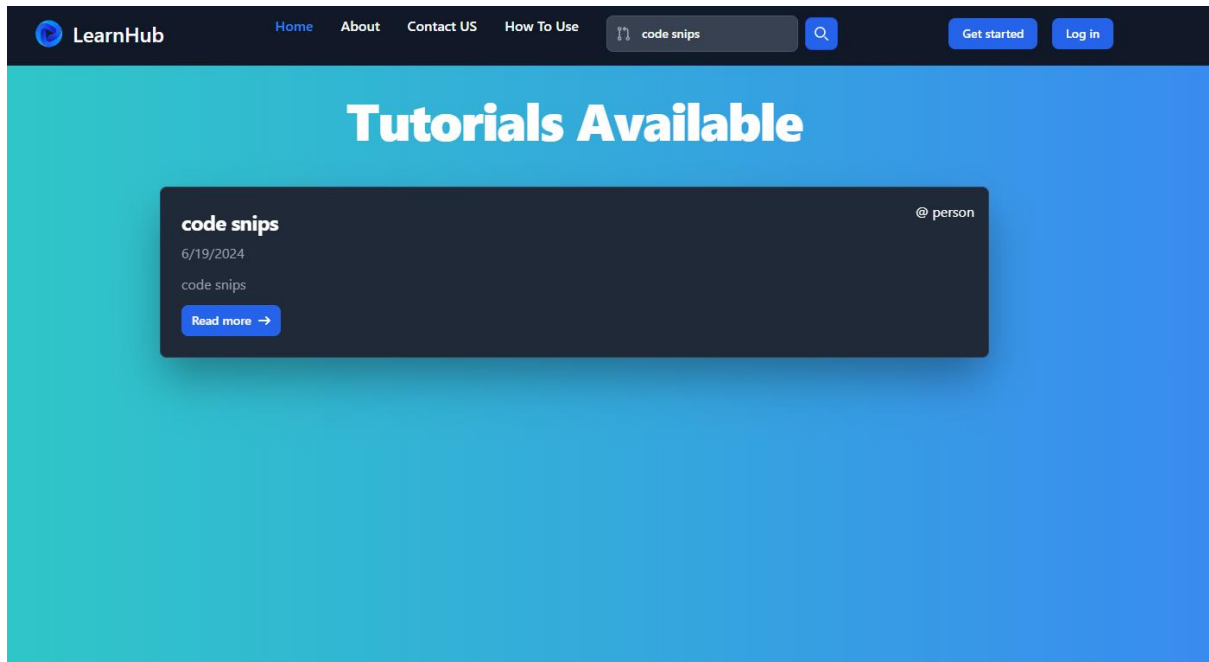 LearnHub
Home About Contact US How To Use code snips Get started Log in
Tutorials Available
code snips
@ person
6/19/2024
code snips
Read more →